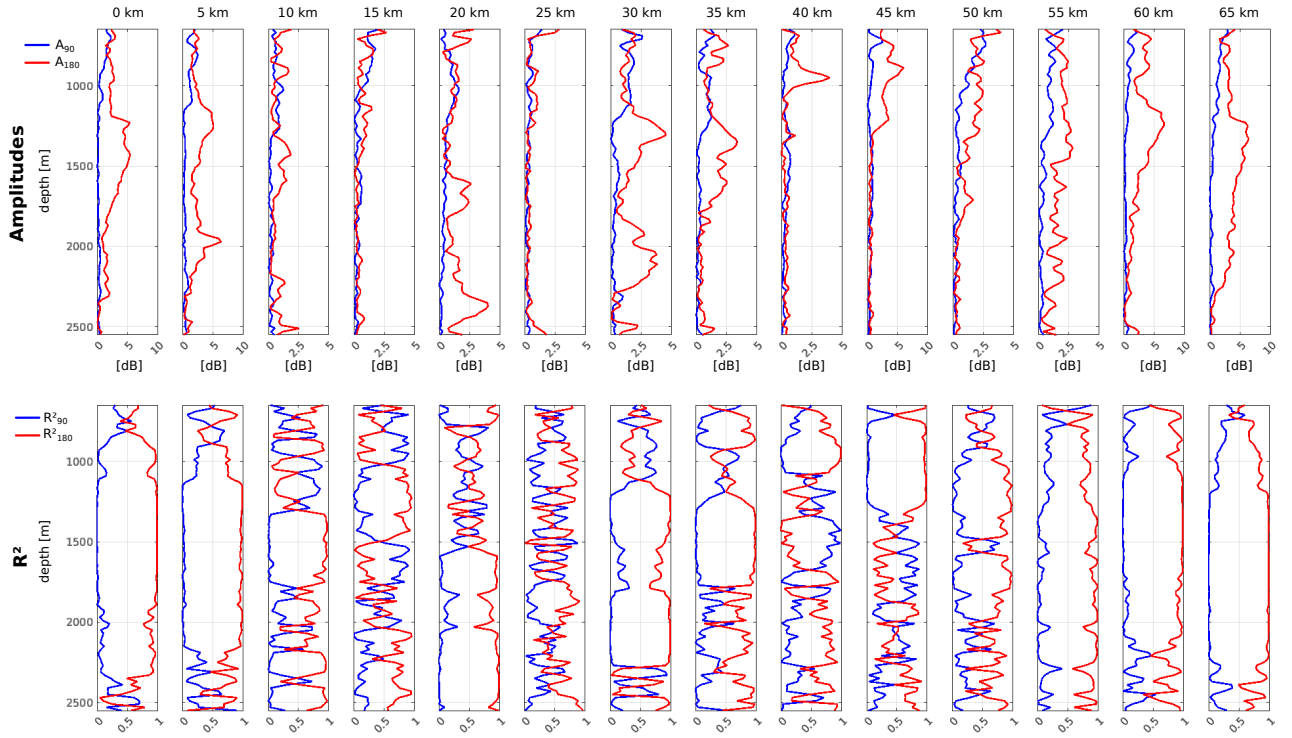 0 km 5 km 10 km 15 km 20 km 25 km 30 km 35 km 40 km 45 km 50 km 55 km 60 km 65 km
A90
A180
Amplitudes
depth [m]
1000
1500
2000
2500
0 5 10 0 5 10 0 2.5 5 0 2.5 5 0 2.5 5 0 2.5 5 0 2.5 5 0 2.5 5 0 2.5 5 0 5 10 0 2.5 5 0 2.5 5 0 5 10 0 5 10
[dB] [dB] [dB] [dB] [dB] [dB] [dB] [dB] [dB] [dB] [dB] [dB] [dB] [dB]
R²90
R²180
R²
depth [m]
1000
1500
2000
2500
0 0.5 1 0 0.5 1 0 0.5 1 0 0.5 1 0 0.5 1 0 0.5 1 0 0.5 1 0 0.5 1 0 0.5 1 0 0.5 1 0 0.5 1 0 0.5 1 0 0.5 1 0 0.5 1